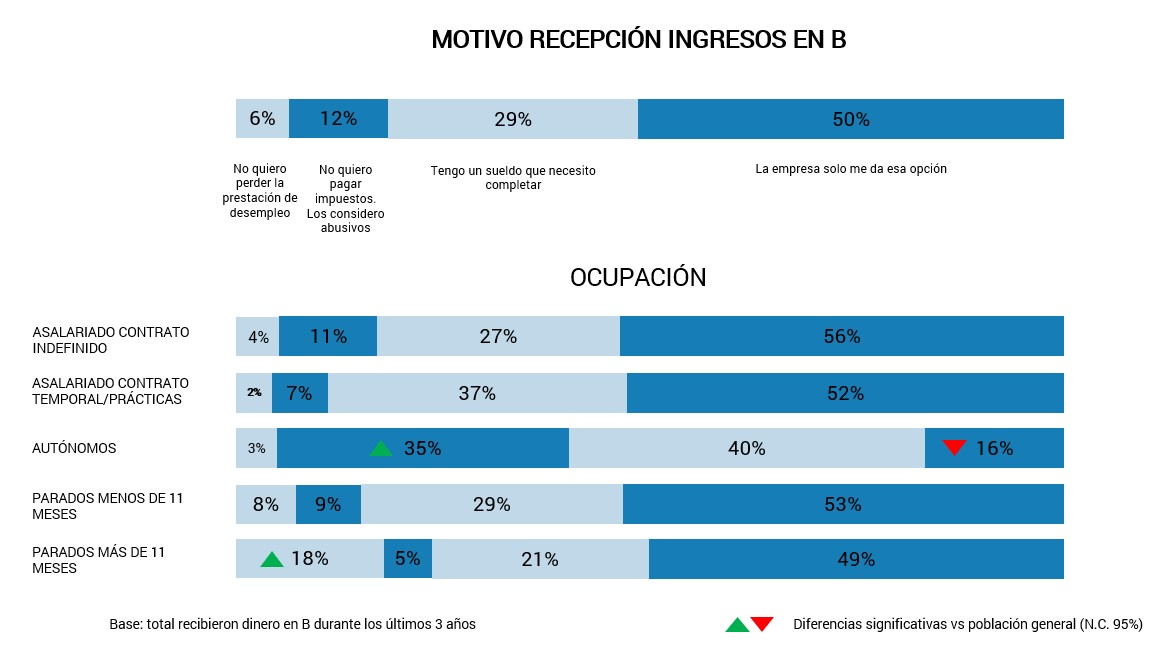 MOTIVO RECEPCIÓN INGRESOS EN B
6% 12% 29% 50%
No quiero
perder la
prestación de
desempleo
No quiero
pagar
impuestos.
Los considero
abusivos
Tengo un sueldo que necesito
completar
La empresa solo me da esa opción
OCUPACIÓN
ASALARIADO CONTRATO
INDEFINIDO
4% 11% 27% 56%
ASALARIADO CONTRATO
TEMPORAL/PRÁCTICAS
2% 7% 37% 52%
AUTÓNOMOS
3% 35% 40% 16%
PARADOS MENOS DE 11
MESES
8% 9% 29% 53%
PARADOS MÁS DE 11
MESES
18% 5% 21% 49%
Base: total recibieron dinero en B durante los últimos 3 años
Diferencias significativas vs población general (N.C. 95%)